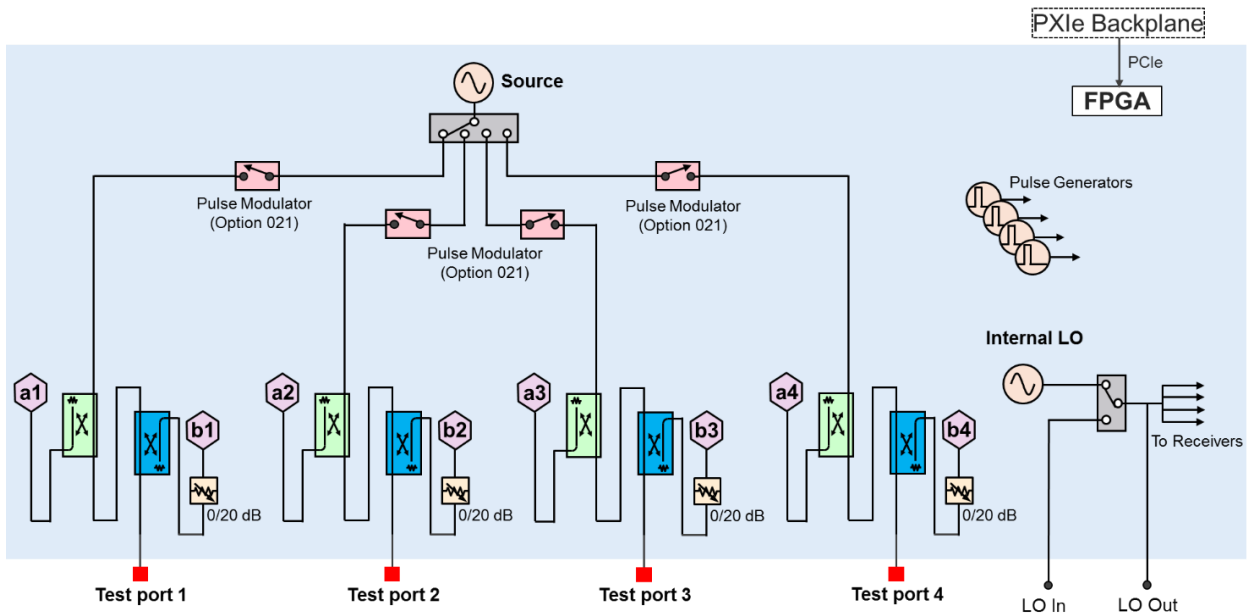 PXIe Backplane
PCIe
FPGA
Source
Pulse Modulator
(Option 021)
Pulse Modulator
(Option 021)
Pulse Modulator
(Option 021)
Pulse Generators
Internal LO
To Receivers
a1
b1
0/20 dB
a2
b2
0/20 dB
a3
b3
0/20 dB
a4
b4
0/20 dB
Test port 1
Test port 2
Test port 3
Test port 4
LO In
LO Out